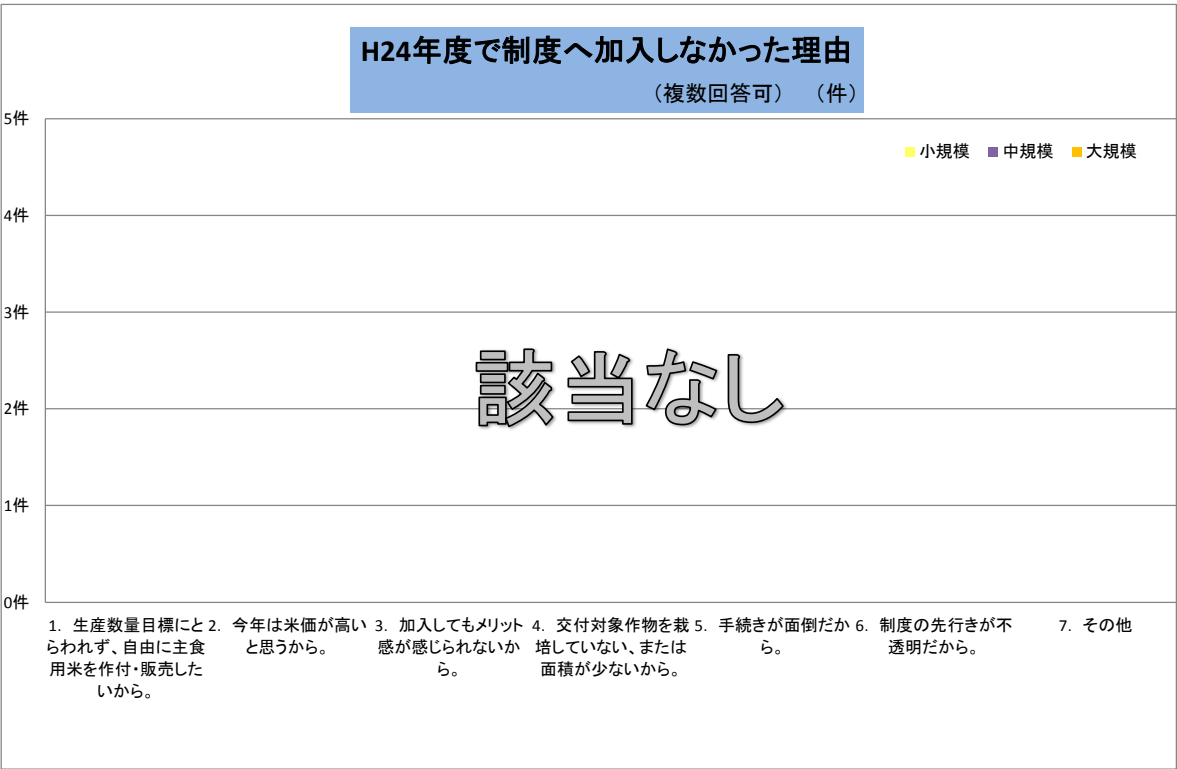 H24年度で制度へ加入しなかった理由
（複数回答可）　（件）
5件
小規模　中規模　大規模
4件
3件
該当なし
2件
1件
0件
1. 生産数量目標にと
らわれず、自由に主食
用米を作付・販売した
いから。
2. 今年は米価が高い
と思うから。
3. 加入してもメリット
感が感じられないか
ら。
4. 交付対象作物を栽
培していない、または
面積が少ないから。
5. 手続きが面倒だか
ら。
6. 制度の先行きが不
透明だから。
7. その他